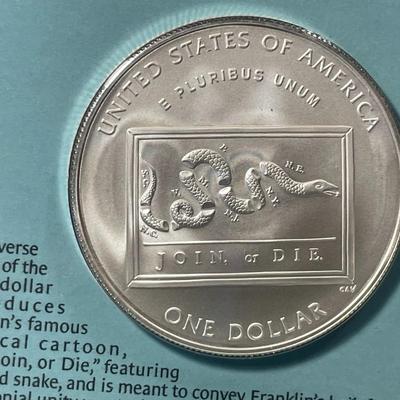 UNITED STATES OF AMERICA
E PLURIBUS UNUM
S.C.
N.C.
V.
M.
P.
N.J.
N.Y.
N.E.
JOIN, or DIE.
ONE DOLLAR
verse
of the
dollar
duces
n's famous
cal cartoon,
oin, or Die," featuring
d snake, and is meant to convey Franklin's